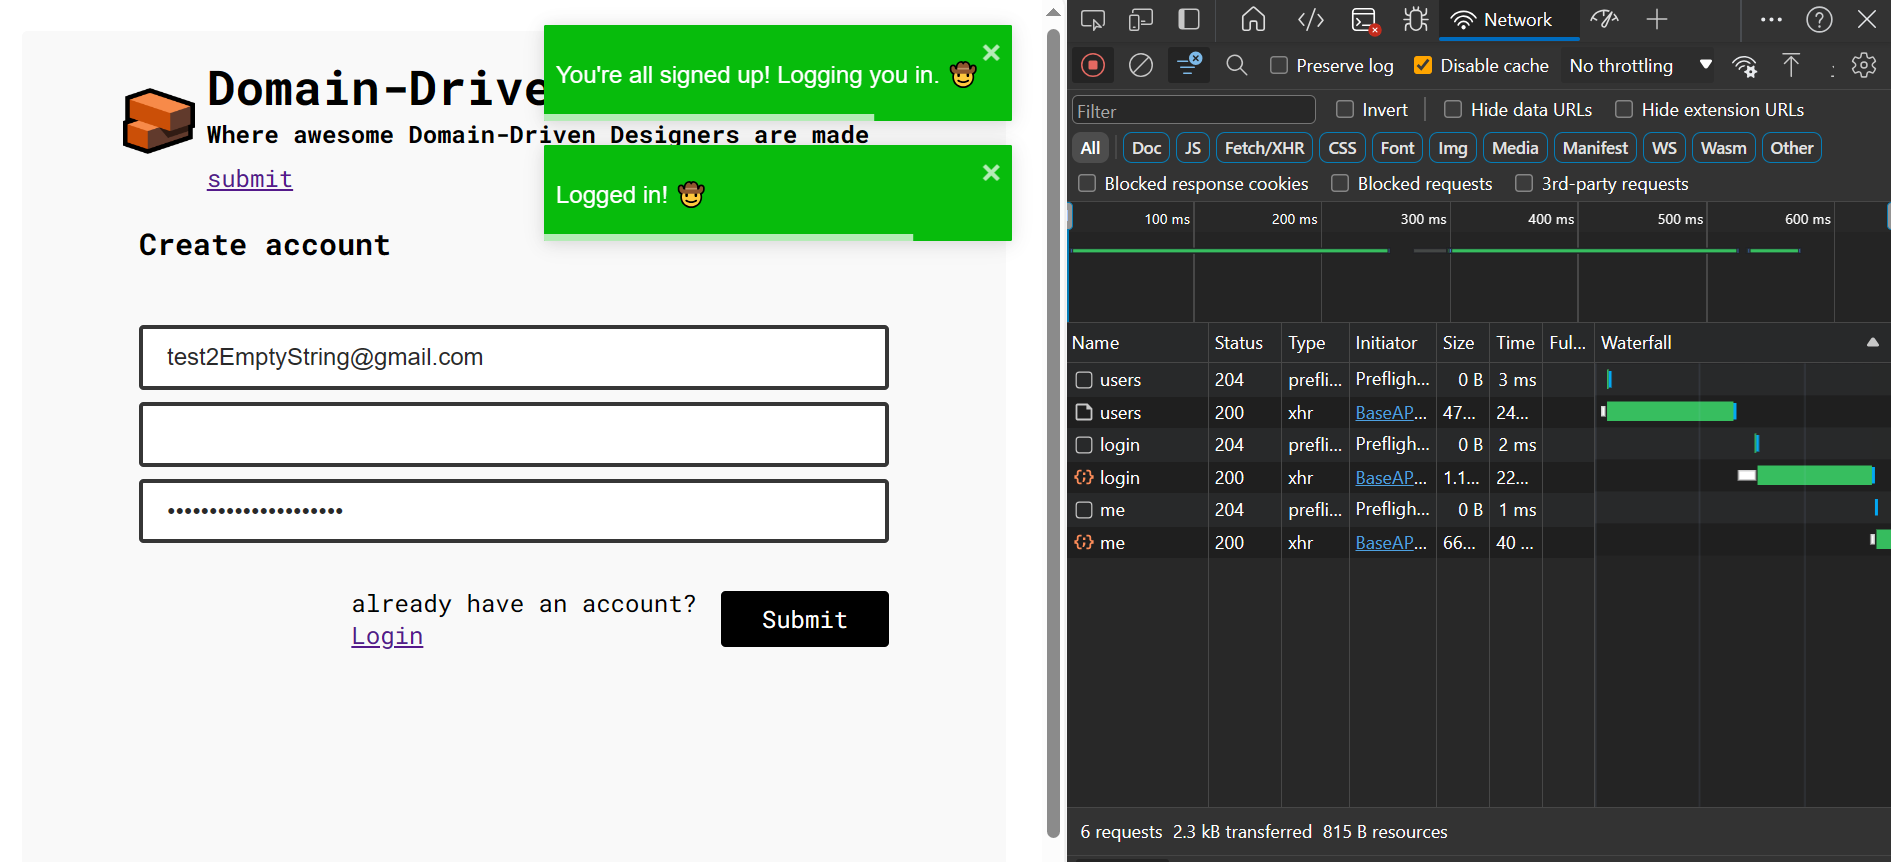 Domain-Drive
Where awesome Domain-Driven Designers are made
submit
You're all signed up! Logging you in. 🤠
×
Logged in! 🤠
×
Create account
test2EmptyString@gmail.com
•••••••••••••••••••••
already have an account?
Login
Submit
Network
Preserve log
Disable cache
No throttling
Filter
Invert
Hide data URLs
Hide extension URLs
All
Doc
JS
Fetch/XHR
CSS
Font
Img
Media
Manifest
WS
Wasm
Other
Blocked response cookies
Blocked requests
3rd-party requests
100 ms 200 ms 300 ms 400 ms 500 ms 600 ms
Name Status Type Initiator Size Time Ful... Waterfall
users 204 prefli... Prefligh... 0 B 3 ms
users 200 xhr BaseAP... 47... 24...
login 204 prefli... Prefligh... 0 B 2 ms
login 200 xhr BaseAP... 1.1... 22...
me 204 prefli... Prefligh... 0 B 1 ms
me 200 xhr BaseAP... 66... 40 ...
6 requests 2.3 kB transferred 815 B resources